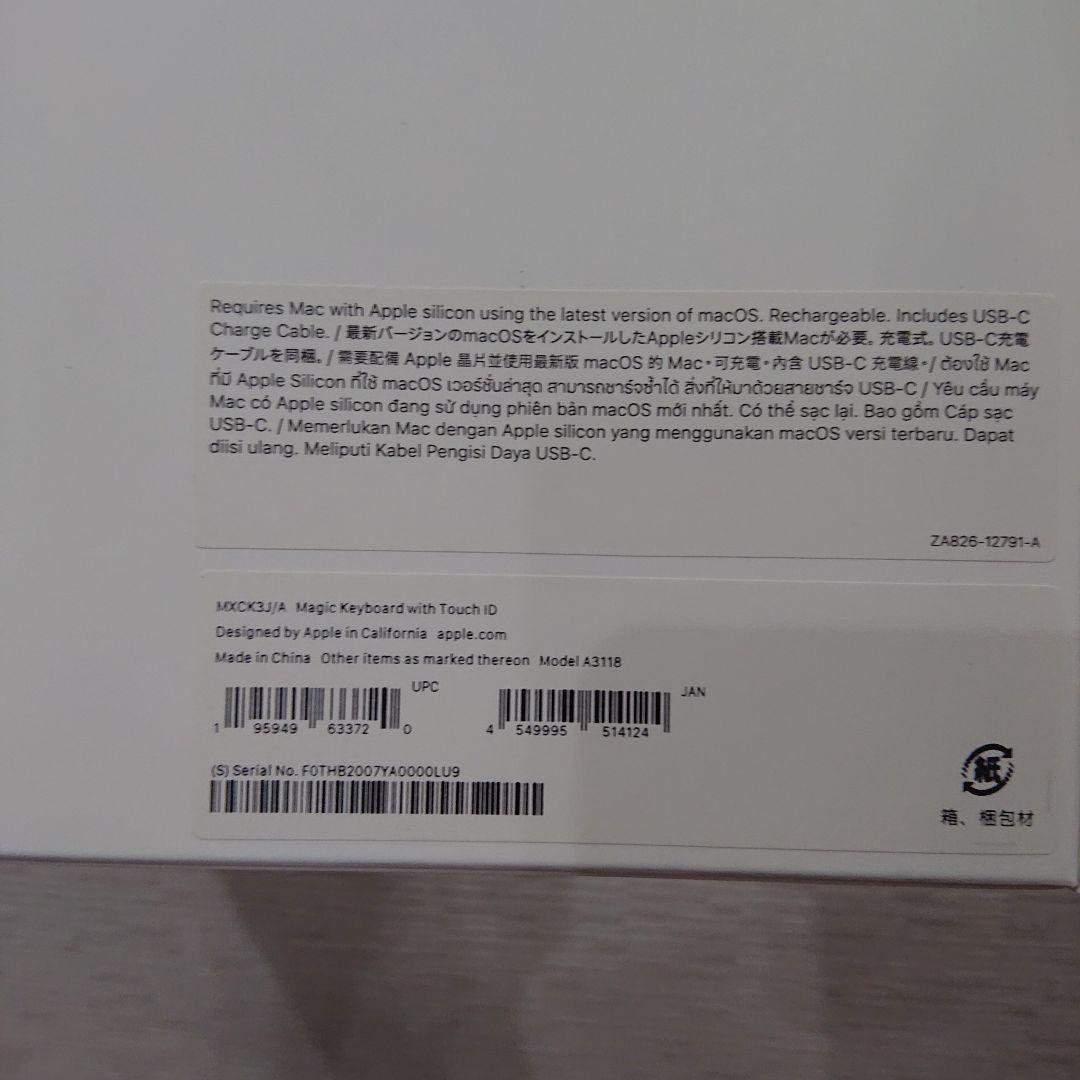 Requires Mac with Apple silicon using the latest version of macOS. Rechargeable. Includes USB-C
Charge Cable. / 最新バージョンのmacOSをインストールしたAppleシリコン搭載Macが必要。充電式。USB-C充電
ケーブルを同梱。/ 需要配備 Apple 晶片並使用最新版 macOS 的 Mac・可充電・內含 USB-C 充電線・/ ต้องใช้ Mac
ที่มี Apple Silicon ที่ใช้ macOS เวอร์ชั่นล่าสุด สามารถชาร์จซ้ำได้ สิ่งที่ให้มาด้วยสายชาร์จ USB-C / Yêu cầu máy
Mac có Apple silicon đang sử dụng phiên bản macOS mới nhất. Có thể sạc lại. Bao gồm Cáp sạc
USB-C. / Memerlukan Mac dengan Apple silicon yang menggunakan macOS versi terbaru. Dapat
diisi ulang. Meliputi Kabel Pengisi Daya USB-C.
ZA826-12791-A
MXCK3J/A Magic Keyboard with Touch ID
Designed by Apple in California apple.com
Made in China Other items as marked thereon Model A3118
UPC
1 95949 63372 0
JAN
4 549995 514124
(S) Serial No. F0THB2007YA0000LU9
紙
箱、梱包材